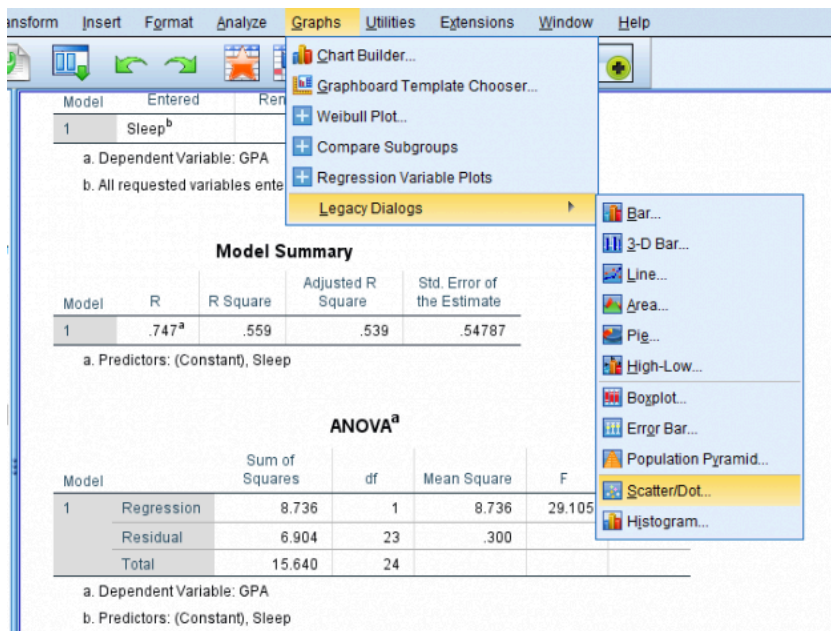 ansform Insert Format Analyze Graphs Utilities Extensions Window Help
Chart Builder...
Graphboard Template Chooser...
Weibull Plot...
Compare Subgroups
Regression Variable Plots
Legacy Dialogs
Bar...
3-D Bar...
Line...
Area...
Pie...
High-Low...
Boxplot...
Error Bar...
Population Pyramid...
Scatter/Dot...
Histogram...
Model Entered
1 Sleepb
a. Dependent Variable: GPA
b. All requested variables
Model Summary
Adjusted R Std. Error of
Model R R Square Square the Estimate
1 .747a .559 .539 .54787
a. Predictors: (Constant), Sleep
ANOVAa
Sum of
Model Squares df Mean Square F
1 Regression 8.736 1 8.736 29.105
Residual 6.904 23 .300
Total 15.640 24
a. Dependent Variable: GPA
b. Predictors: (Constant), Sleep